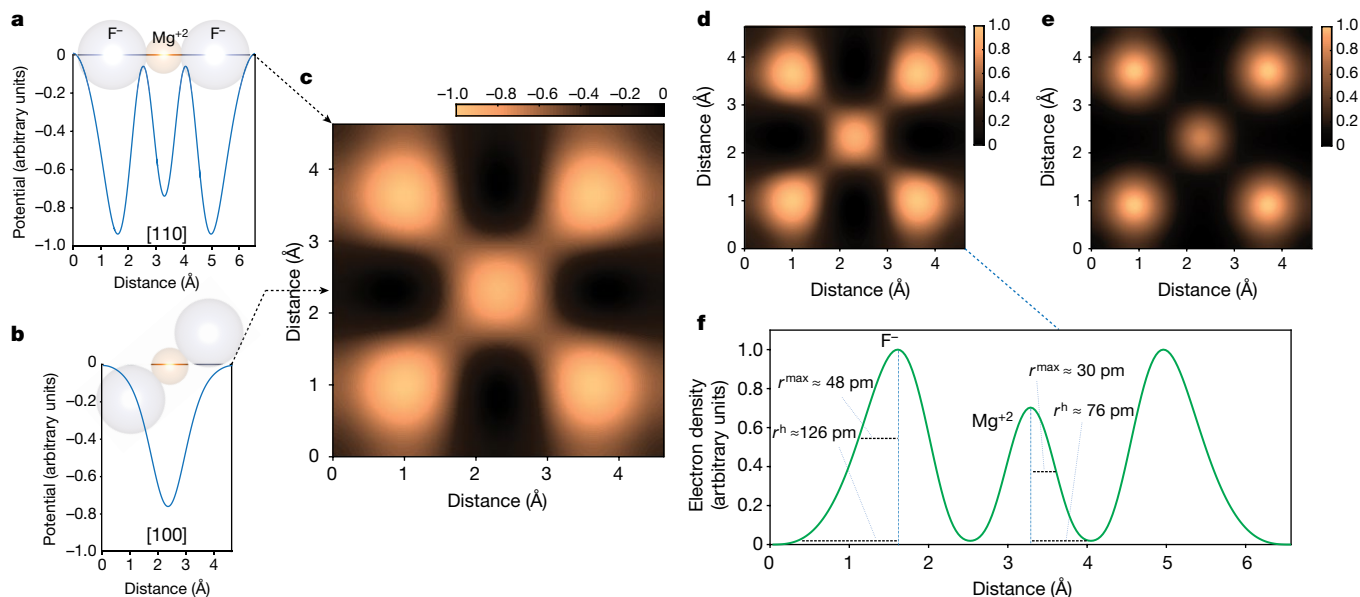 a
F–
Mg+2
F–
0
–0.2
–0.4
–0.6
–0.8
–1.0
Potential (arbitrary units)
[110]
0 1 2 3 4 5 6
Distance (Å)
b
0
–0.2
–0.4
–0.6
–0.8
–1.0
Potential (arbitrary units)
[100]
0 1 2 3 4
Distance (Å)
c
–1.0 –0.8 –0.6 –0.4 –0.2 0
4
3
2
1
0
Distance (Å)
0 1 2 3 4
Distance (Å)
d
4
3
2
1
0
Distance (Å)
0 1 2 3 4
Distance (Å)
1.0
0.8
0.6
0.4
0.2
0
e
4
3
2
1
0
Distance (Å)
0 1 2 3 4
Distance (Å)
1.0
0.8
0.6
0.4
0.2
0
f
F–
1.0
0.8
0.6
0.4
0.2
0
Electron density
(artbitrary units)
rmax ≈ 48 pm
rh ≈126 pm
Mg+2
rmax ≈ 30 pm
rh ≈ 76 pm
0 1 2 3 4 5 6
Distance (Å)